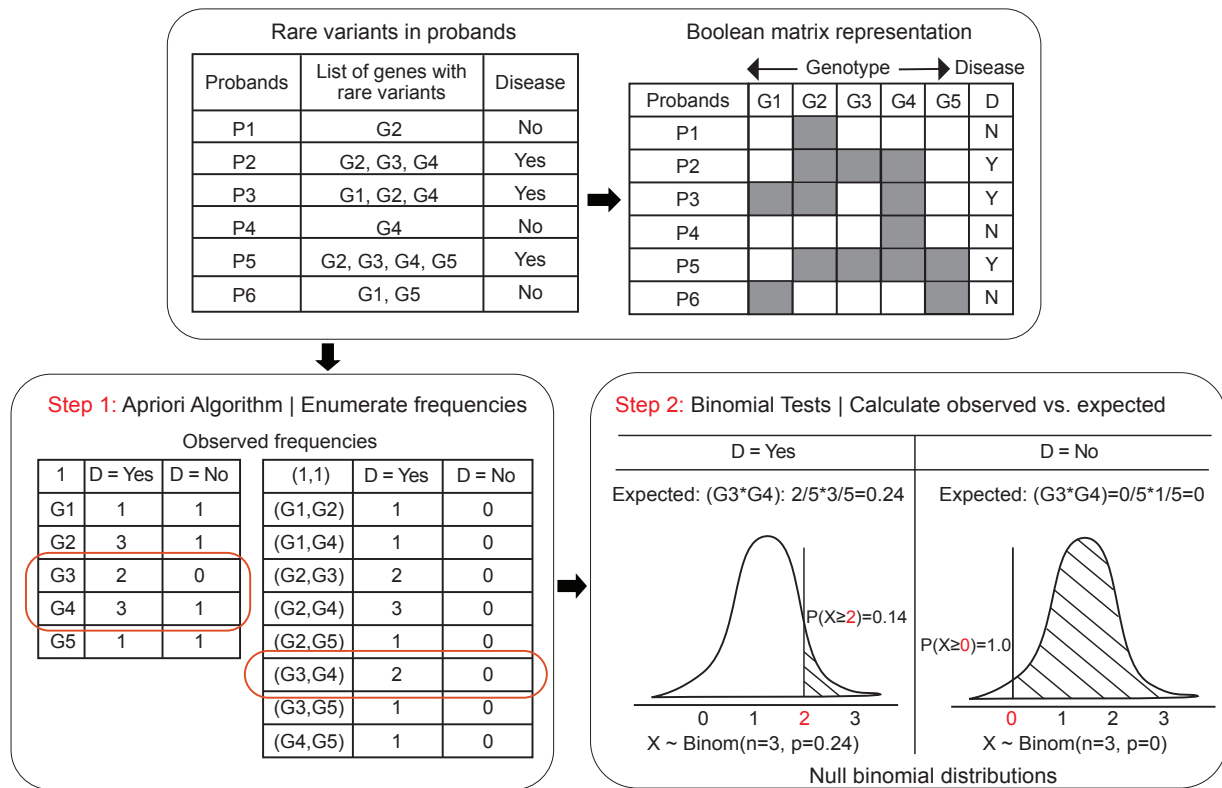 Rare variants in probands
Probands List of genes with rare variants Disease
P1 G2 No
P2 G2, G3, G4 Yes
P3 G1, G2, G4 Yes
P4 G4 No
P5 G2, G3, G4, G5 Yes
P6 G1, G5 No
Boolean matrix representation
Genotype Disease
Probands G1 G2 G3 G4 G5 D
P1 N
P2 Y
P3 Y
P4 N
P5 Y
P6 N
Step 1: Apriori Algorithm | Enumerate frequencies
Observed frequencies
1 D = Yes D = No
G1 1 1
G2 3 1
G3 2 0
G4 3 1
G5 1 1
(1,1) D = Yes D = No
(G1,G2) 1 0
(G1,G4) 1 0
(G2,G3) 2 0
(G2,G4) 3 0
(G2,G5) 1 0
(G3,G4) 2 0
(G3,G5) 1 0
(G4,G5) 1 0
Step 2: Binomial Tests | Calculate observed vs. expected
D = Yes
Expected: (G3*G4): 2/5*3/5=0.24
P(X≥2)=0.14
0 1 2 3
X ~ Binom(n=3, p=0.24)
D = No
Expected: (G3*G4)=0/5*1/5=0
P(X≥0)=1.0
0 1 2 3
X ~ Binom(n=3, p=0)
Null binomial distributions